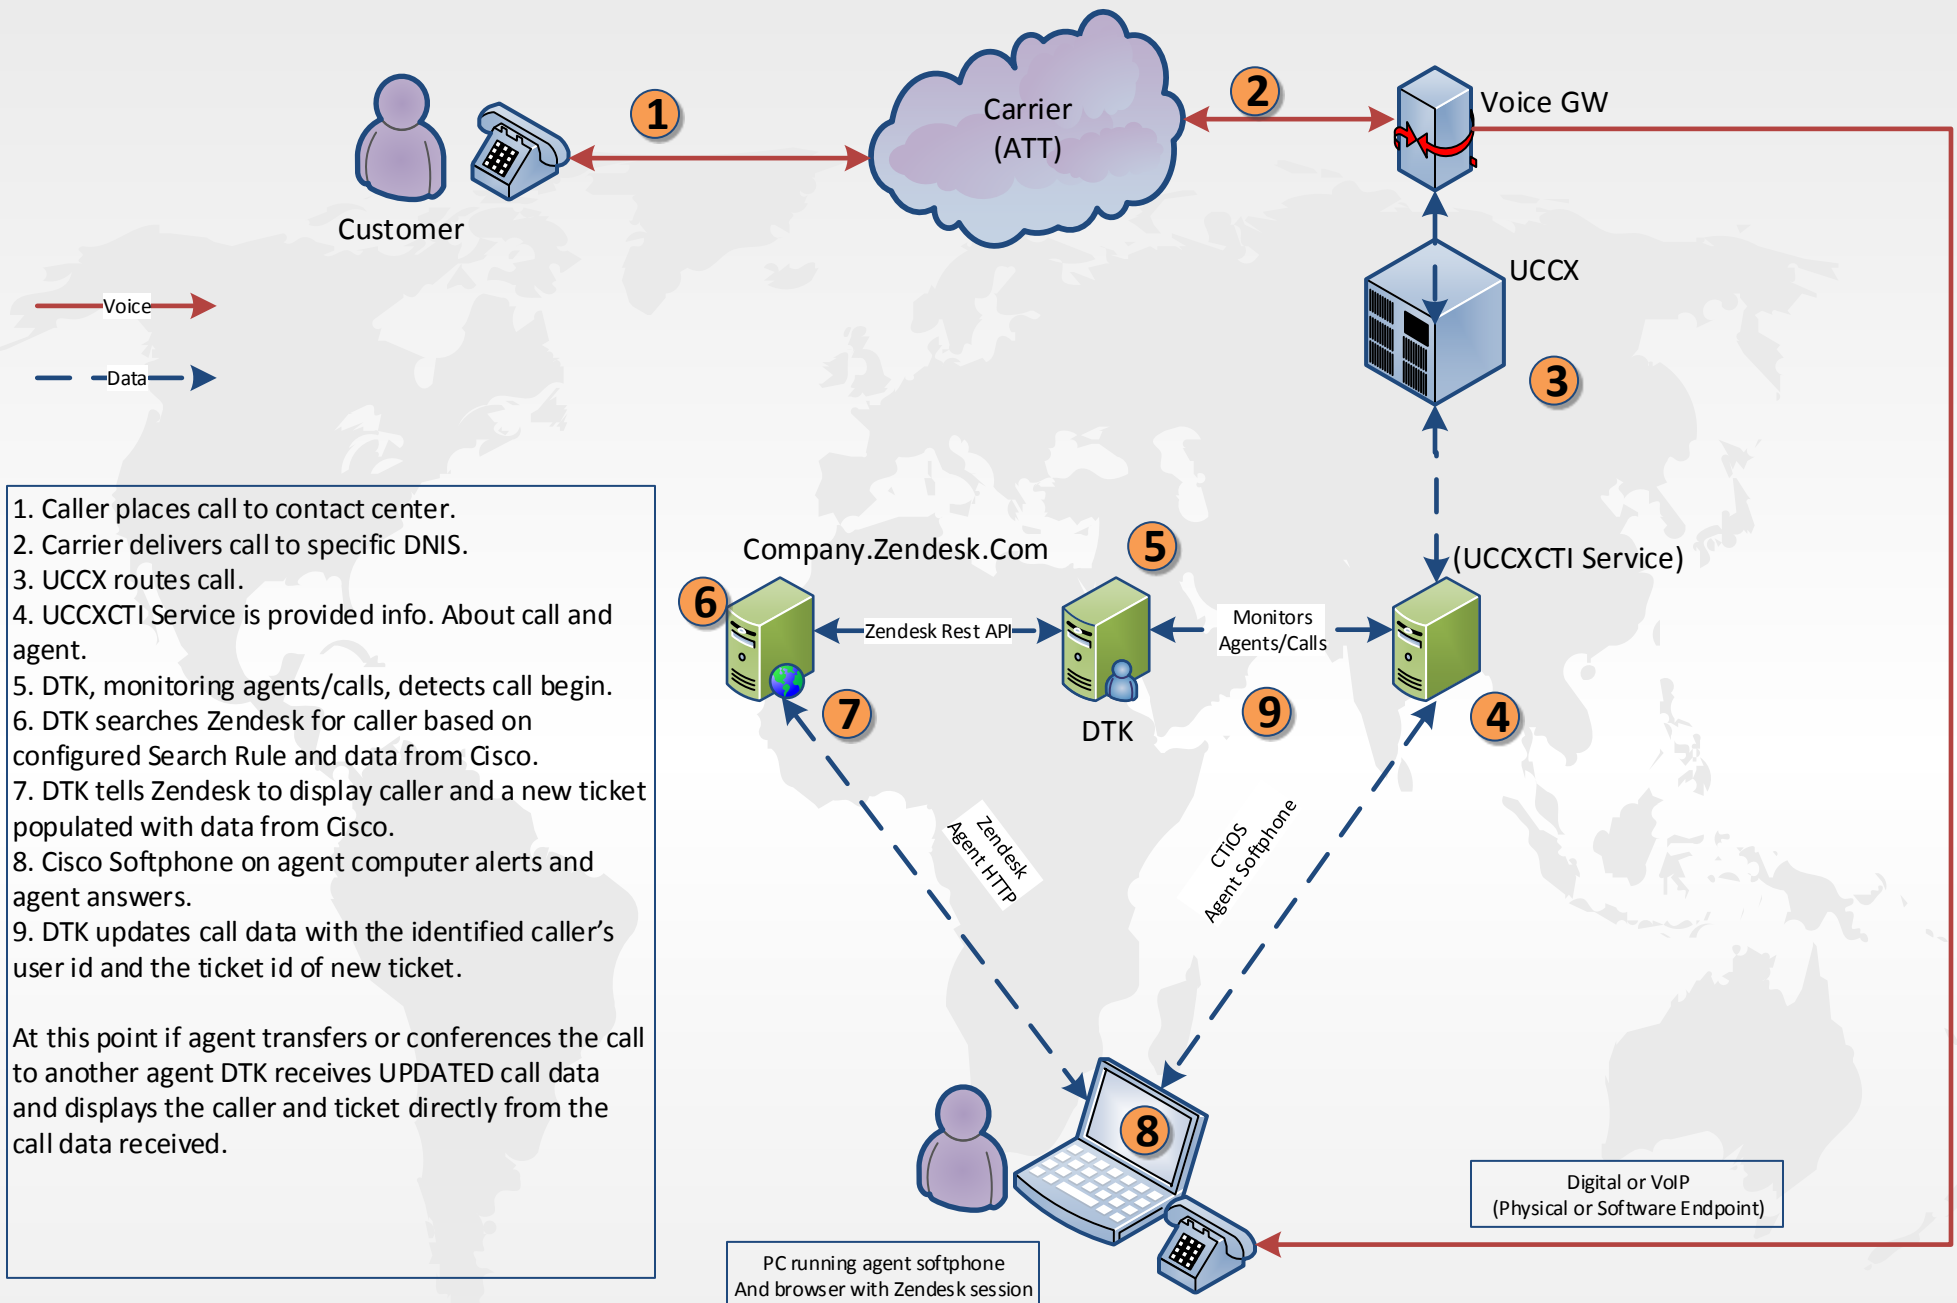 1
2
Carrier
(ATT)
Voice GW
Customer
UCCX
Voice
Data
3
1. Caller places call to contact center.
2. Carrier delivers call to specific DNIS.
3. UCCX routes call.
4. UCCXCTI Service is provided info. About call and
agent.
5. DTK, monitoring agents/calls, detects call begin.
6. DTK searches Zendesk for caller based on
configured Search Rule and data from Cisco.
7. DTK tells Zendesk to display caller and a new ticket
populated with data from Cisco.
8. Cisco Softphone on agent computer alerts and
agent answers.
9. DTK updates call data with the identified caller’s
user id and the ticket id of new ticket.
At this point if agent transfers or conferences the call
to another agent DTK receives UPDATED call data
and displays the caller and ticket directly from the
call data received.
Company.Zendesk.Com
5
(UCCXCTI Service)
6
Zendesk Rest API
Monitors
Agents/Calls
7
DTK
9
4
Zendesk
Agent HTTP
CTiOS
Agent Softphone
8
Digital or VoIP
(Physical or Software Endpoint)
PC running agent softphone
And browser with Zendesk session